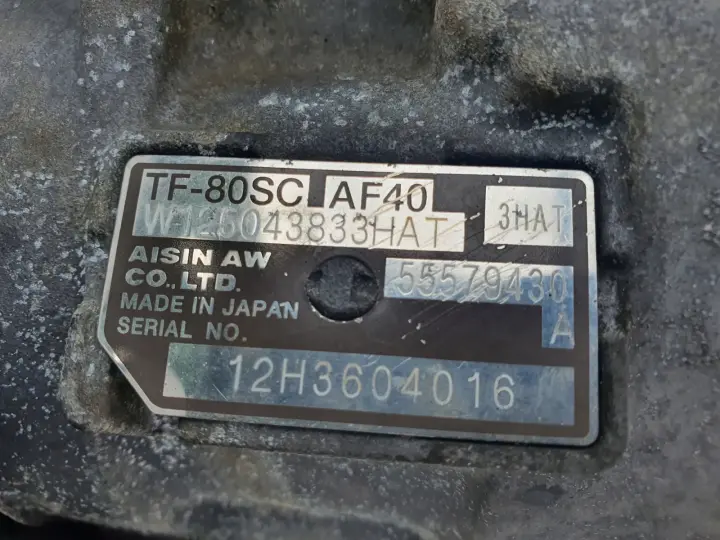 TF-80SC AF40
W125043833HAT 3HAT
AISIN AW
CO.,LTD.
55579430
MADE IN JAPAN
A
SERIAL NO.
12H3604016